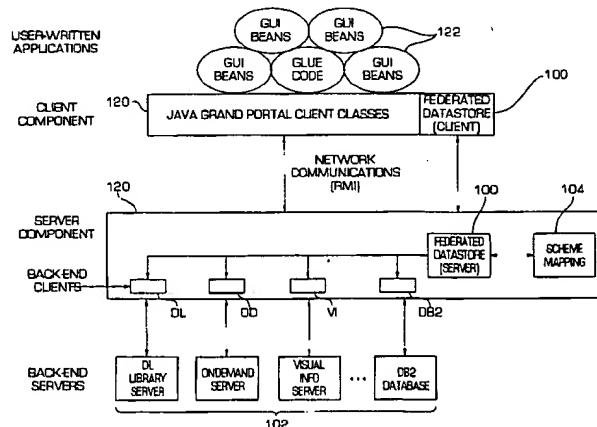 USER-WRITTEN
APPLICATIONS
GUI
BEANS
GUI
BEANS
122
GUI
BEANS
GLUE
CODE
GUI
BEANS
100
120
CLIENT
COMPONENT
JAVA GRAND PORTAL CLIENT CLASSES
FEDERATED
DATASTORE
(CLIENT)
NETWORK
COMMUNICATIONS
(RMI)
120
100
104
SERVER
COMPONENT
FEDERATED
DATASTORE
(SERVER)
SCHEME
MAPPING
BACK-END
CLIENTS
DL
OD
VI
DB2
BACK-END
SERVERS
DL
LIBRARY
SERVER
ONDEMAND
SERVER
VISUAL
INFO
SERVER
...
DB2
DATABASE
102